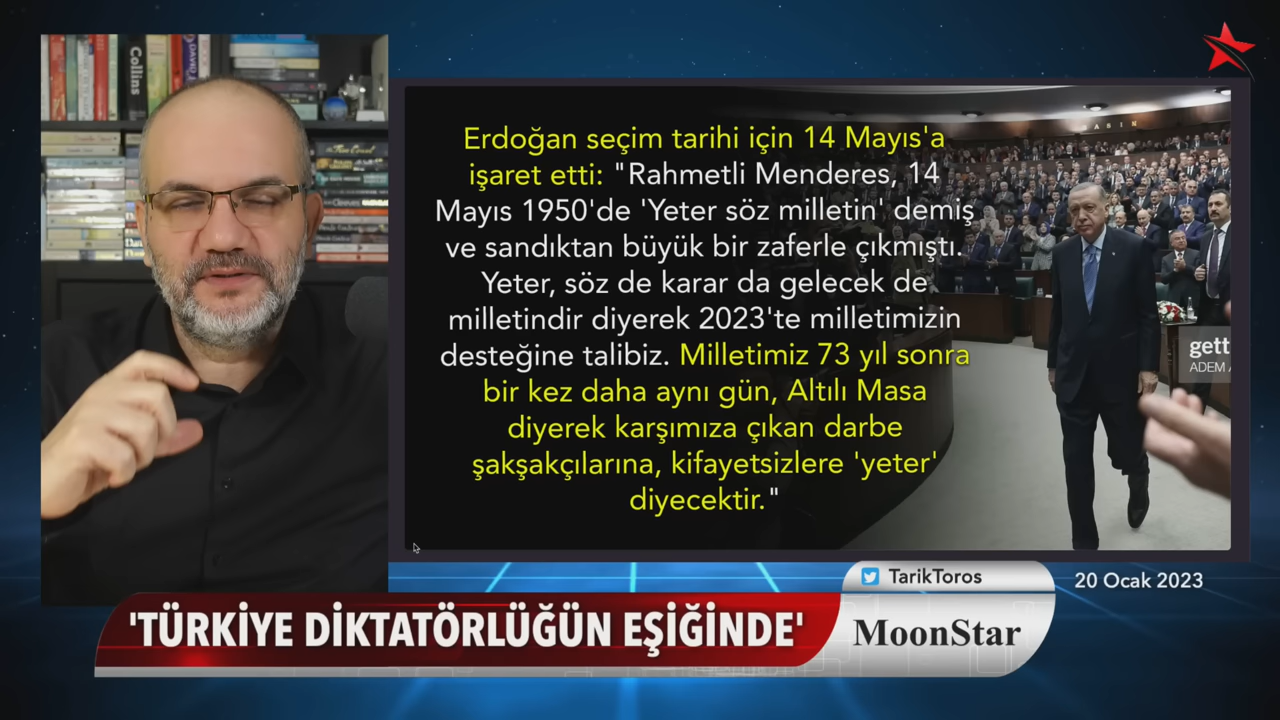 Collins
BASIN
Erdoğan seçim tarihi için 14 Mayıs'a
işaret etti: "Rahmetli Menderes, 14
Mayıs 1950'de 'Yeter söz milletin' demiş
ve sandıktan büyük bir zaferle çıkmıştı.
Yeter, söz de karar da gelecek de
milletindir diyerek 2023'te milletimizin
desteğine talibiz. Milletimiz 73 yıl sonra
bir kez daha aynı gün, Altılı Masa
diyerek karşımıza çıkan darbe
şakşakçılarına, kifayetsizlere 'yeter'
diyecektir."
gett
ADEM A
TarikToros
20 Ocak 2023
'TÜRKİYE DİKTATÖRLÜĞÜN EŞİĞİNDE'
MoonStar